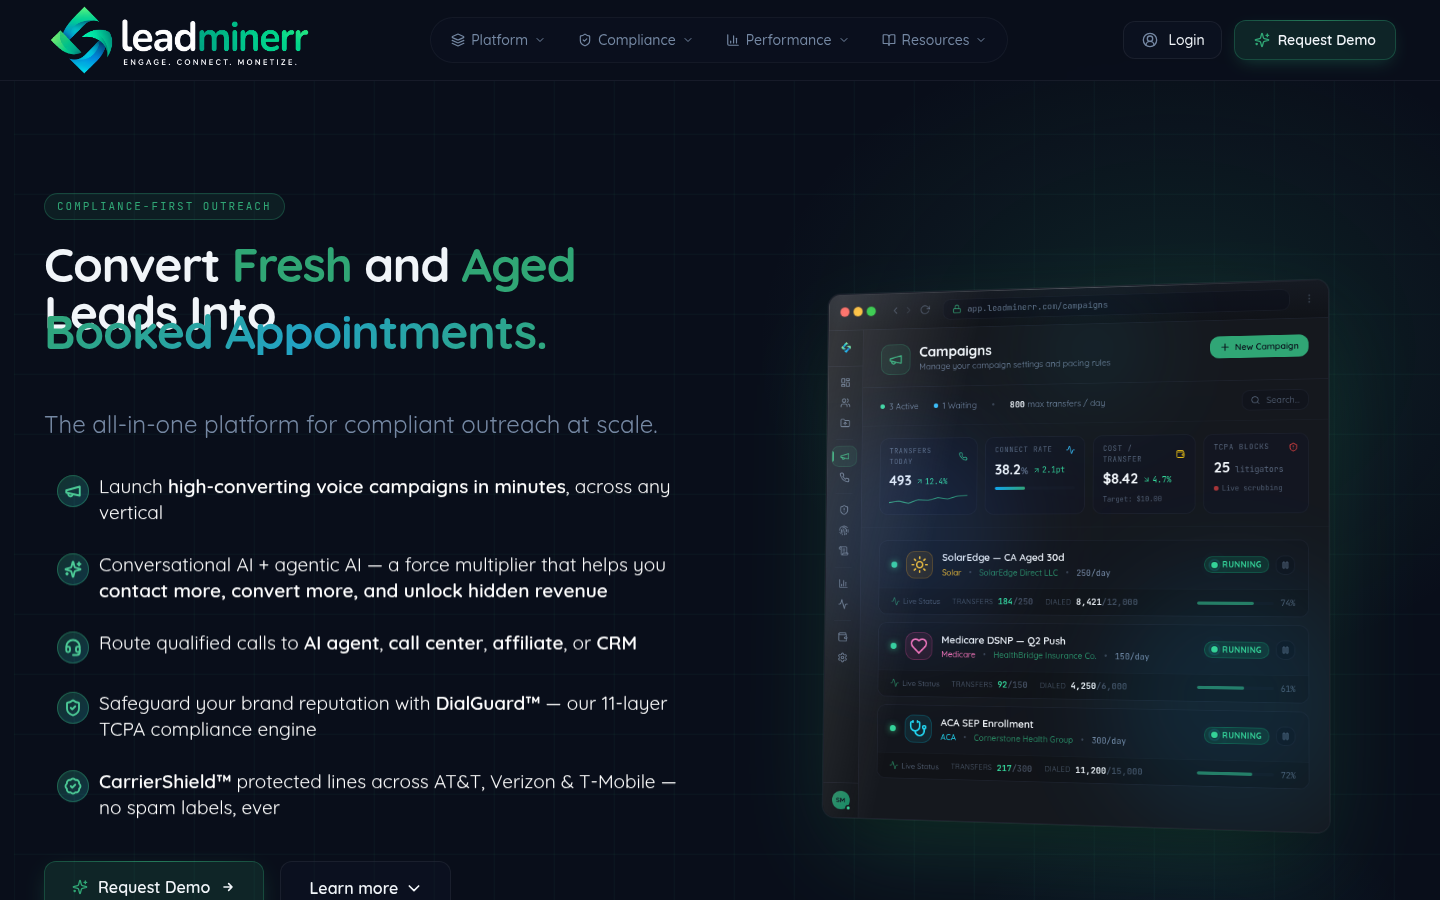 leadminerr
ENGAGE. CONNECT. MONETIZE.
Platform
Compliance
Performance
Resources
Login
Request Demo
COMPLIANCE-FIRST OUTREACH
Convert Fresh and Aged
Leads Into
Booked Appointments.
The all-in-one platform for compliant outreach at scale.
Launch high-converting voice campaigns in minutes, across any
vertical
Conversational AI + agentic AI — a force multiplier that helps you
contact more, convert more, and unlock hidden revenue
Route qualified calls to AI agent, call center, affiliate, or CRM
Safeguard your brand reputation with DialGuard™ — our 11-layer
TCPA compliance engine
CarrierShield™ protected lines across AT&T, Verizon & T-Mobile —
no spam labels, ever
Request Demo
Learn more
app.leadminerr.com/campaigns
Campaigns
Manage your campaign settings and pacing rules
New Campaign
3 Active
1 Waiting
800 max transfers / day
Search...
TRANSFERS
TODAY
493 12.4%
CONNECT RATE
38.2% 2.1pt
COST /
TRANSFER
$8.42 4.7%
Target: $10.00
TCPA BLOCKS
25 litigators
Live scrubbing
SolarEdge — CA Aged 30d
Solar • SolarEdge Direct LLC • 250/day
RUNNING
Live Status TRANSFERS 184/250 DIALED 8,421/12,000 74%
Medicare DSNP — Q2 Push
Medicare • HealthBridge Insurance Co. • 150/day
RUNNING
Live Status TRANSFERS 92/150 DIALED 4,250/6,000 61%
ACA SEP Enrollment
ACA • Cornerstone Health Group • 300/day
RUNNING
Live Status TRANSFERS 217/300 DIALED 11,200/15,000 72%
SM